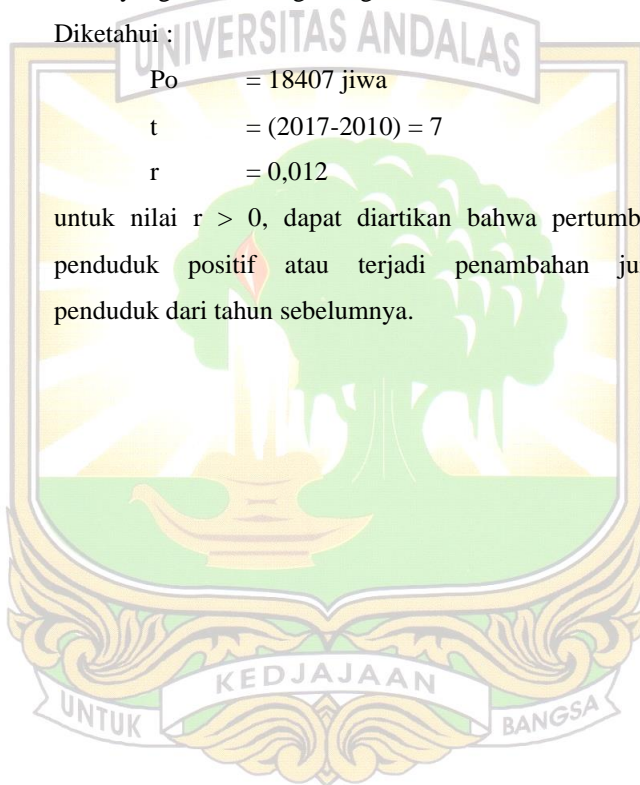 UNIVERSITAS ANDALAS
Diketahui :
Po = 18407 jiwa
t = (2017-2010) = 7
r = 0,012
untuk nilai r > 0, dapat diartikan bahwa pertumb
penduduk positif atau terjadi penambahan ju
penduduk dari tahun sebelumnya.
KEDJAJAAN
UNTUK BANGSA